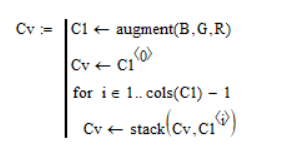 Cv := C1 ← augment(B,G,R)
Cv ← C1^⟨0⟩
for i ∈ 1.. cols(C1) − 1
Cv ← stack(Cv,C1^⟨i⟩)